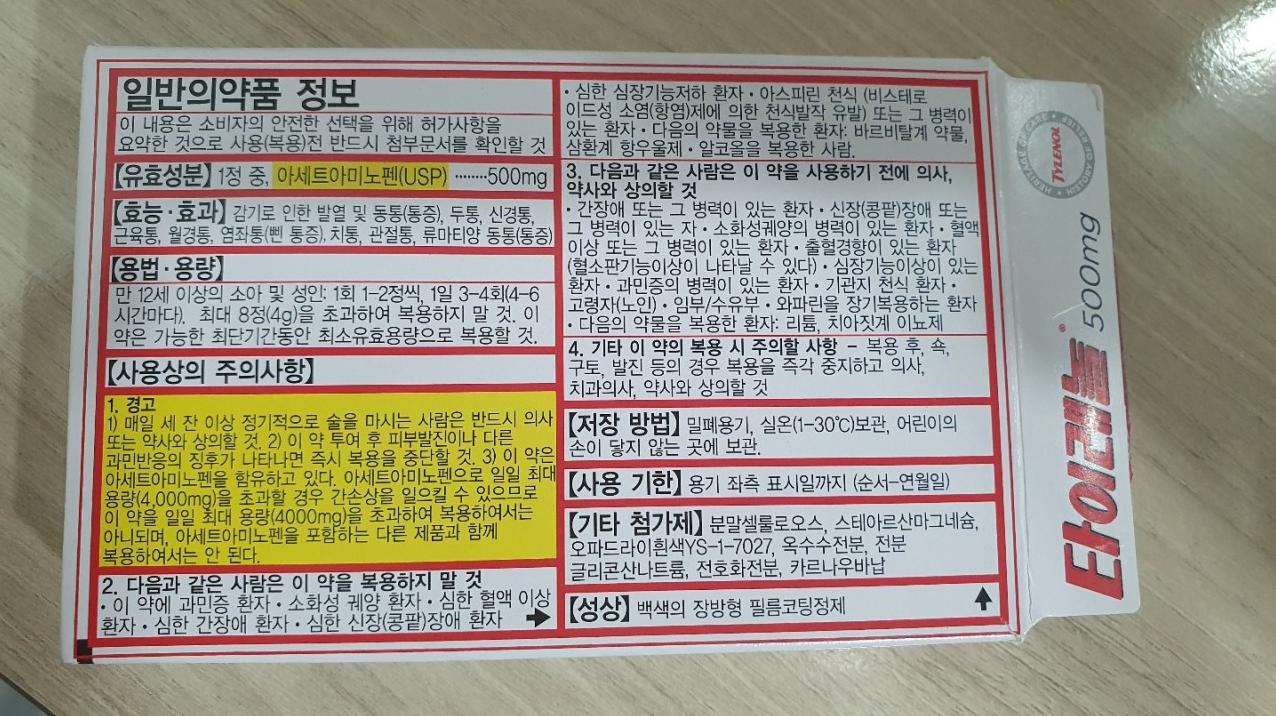 일반의약품 정보
이 내용은 소비자의 안전한 선택을 위해 허가사항을
요약한 것으로 사용(복용)전 반드시 첨부문서를 확인할 것
【유효성분】 1정 중, 아세트아미노펜(USP) ········500mg
【효능·효과】 감기로 인한 발열 및 동통(통증), 두통, 신경통,
근육통, 월경통, 염좌통(삔 통증), 치통, 관절통, 류마티양 동통(통증)
【용법·용량】
만 12세 이상의 소아 및 성인: 1회 1-2정씩, 1일 3-4회(4-6
시간마다). 최대 8정(4g)을 초과하여 복용하지 말 것. 이
약은 가능한 최단기간동안 최소유효용량으로 복용할 것.
【사용상의 주의사항】
1. 경고
1) 매일 세 잔 이상 정기적으로 술을 마시는 사람은 반드시 의사
또는 약사와 상의할 것. 2) 이 약 투여 후 피부발진이나 다른
과민반응의 징후가 나타나면 즉시 복용을 중단할 것. 3) 이 약은
아세트아미노펜을 함유하고 있다. 아세트아미노펜으로 일일 최대
용량(4,000mg)을 초과할 경우 간손상을 일으킬 수 있으므로
이 약을 일일 최대 용량(4000mg)을 초과하여 복용하여서는
아니되며, 아세트아미노펜을 포함하는 다른 제품과 함께
복용하여서는 안 된다.
2. 다음과 같은 사람은 이 약을 복용하지 말 것
· 이 약에 과민증 환자 · 소화성 궤양 환자 · 심한 혈액 이상
환자 · 심한 간장애 환자 · 심한 신장(콩팥)장애 환자
· 심한 심장기능저하 환자 · 아스피린 천식 (비스테로
이드성 소염(항염)제에 의한 천식발작 유발) 또는 그 병력이
있는 환자 · 다음의 약물을 복용한 환자: 바르비탈계 약물,
삼환계 항우울제 · 알코올을 복용한 사람.
3. 다음과 같은 사람은 이 약을 사용하기 전에 의사,
약사와 상의할 것
· 간장애 또는 그 병력이 있는 환자 · 신장(콩팥)장애 또는
그 병력이 있는 자 · 소화성궤양의 병력이 있는 환자 · 혈액
이상 또는 그 병력이 있는 환자 · 출혈경향이 있는 환자
(혈소판기능이상이 나타날 수 있다) · 심장기능이상이 있는
환자 · 과민증의 병력이 있는 환자 · 기관지 천식 환자 ·
고령자(노인) · 임부/수유부 · 와파린을 장기복용하는 환자
· 다음의 약물을 복용한 환자: 리튬, 치아짓계 이뇨제
4. 기타 이 약의 복용 시 주의할 사항 - 복용 후, 쇽,
구토, 발진 등의 경우 복용을 즉각 중지하고 의사,
치과의사, 약사와 상의할 것
【저장 방법】 밀폐용기, 실온(1-30℃)보관, 어린이의
손이 닿지 않는 곳에 보관.
【사용 기한】 용기 좌측 표시일까지 (순서-연월일)
【기타 첨가제】 분말셀룰로오스, 스테아르산마그네슘,
오파드라이흰색YS-1-7027, 옥수수전분, 전분
글리콘산나트륨, 전호화전분, 카르나우바납
【성상】 백색의 장방형 필름코팅정제
타이레놀® 500mg
TYLENOL